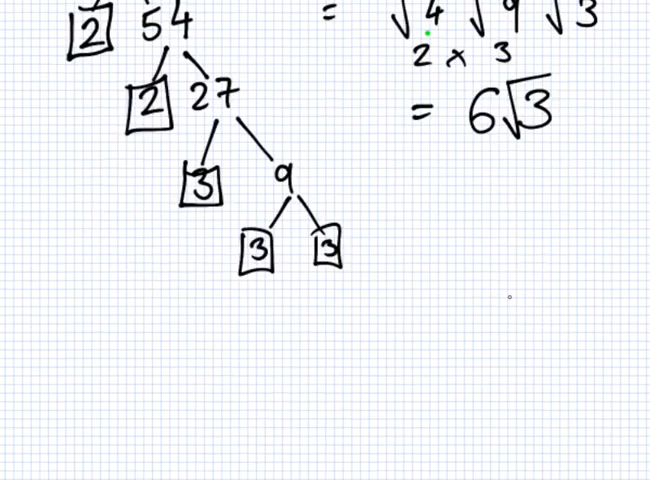 2 54 = √4 √9 √3
2 × 3
2 27 = 6√3
3 9
3 3